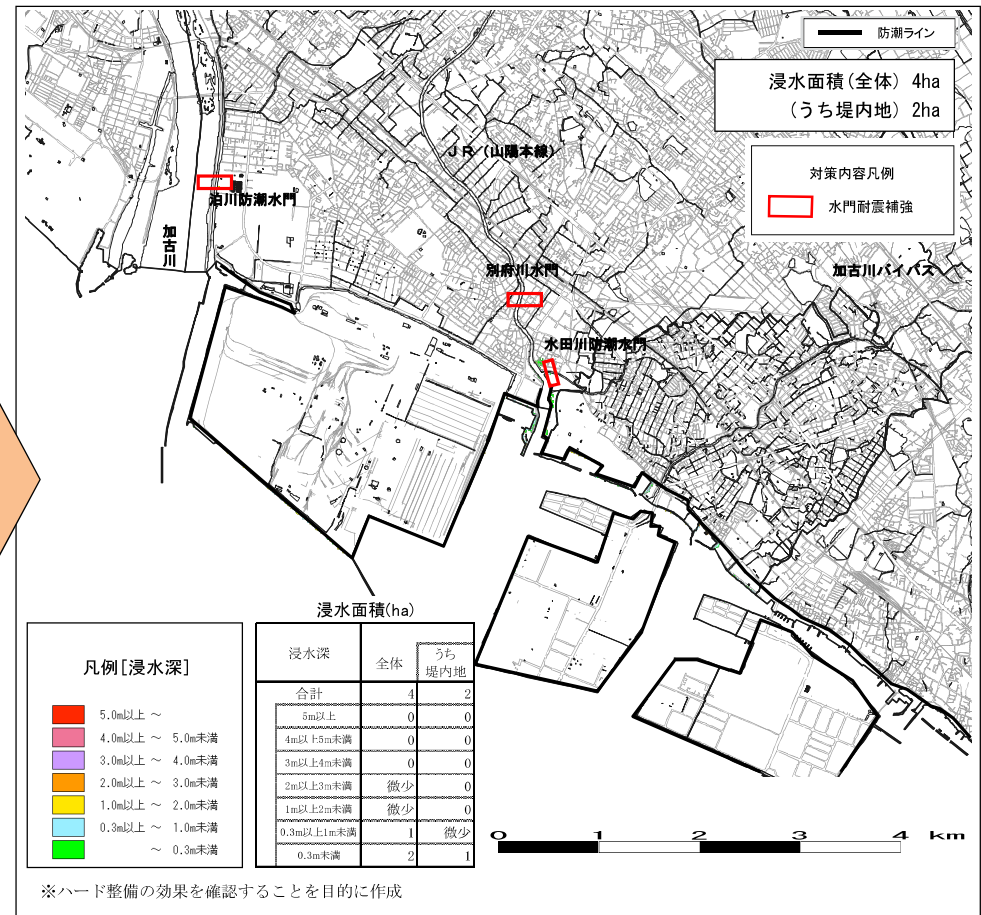 防潮ライン
浸水面積(全体) 4ha
(うち堤内地) 2ha
対策内容凡例
水門耐震補強
JR(山陽本線)
泊川防潮水門
加古川
別府川水門
加古川バイパス
水田川防潮水門
浸水面積(ha)
凡例[浸水深]
5.0m以上 ~
4.0m以上 ~ 5.0m未満
3.0m以上 ~ 4.0m未満
2.0m以上 ~ 3.0m未満
1.0m以上 ~ 2.0m未満
0.3m以上 ~ 1.0m未満
~ 0.3m未満
浸水深 全体 うち堤内地
合計 4 2
5m以上 0 0
4m以上5m未満 0 0
3m以上4m未満 0 0
2m以上3m未満 微少 0
1m以上2m未満 微少 0
0.3m以上1m未満 1 微少
0.3m未満 2 1
0 1 2 3 4 km
※ハード整備の効果を確認することを目的に作成